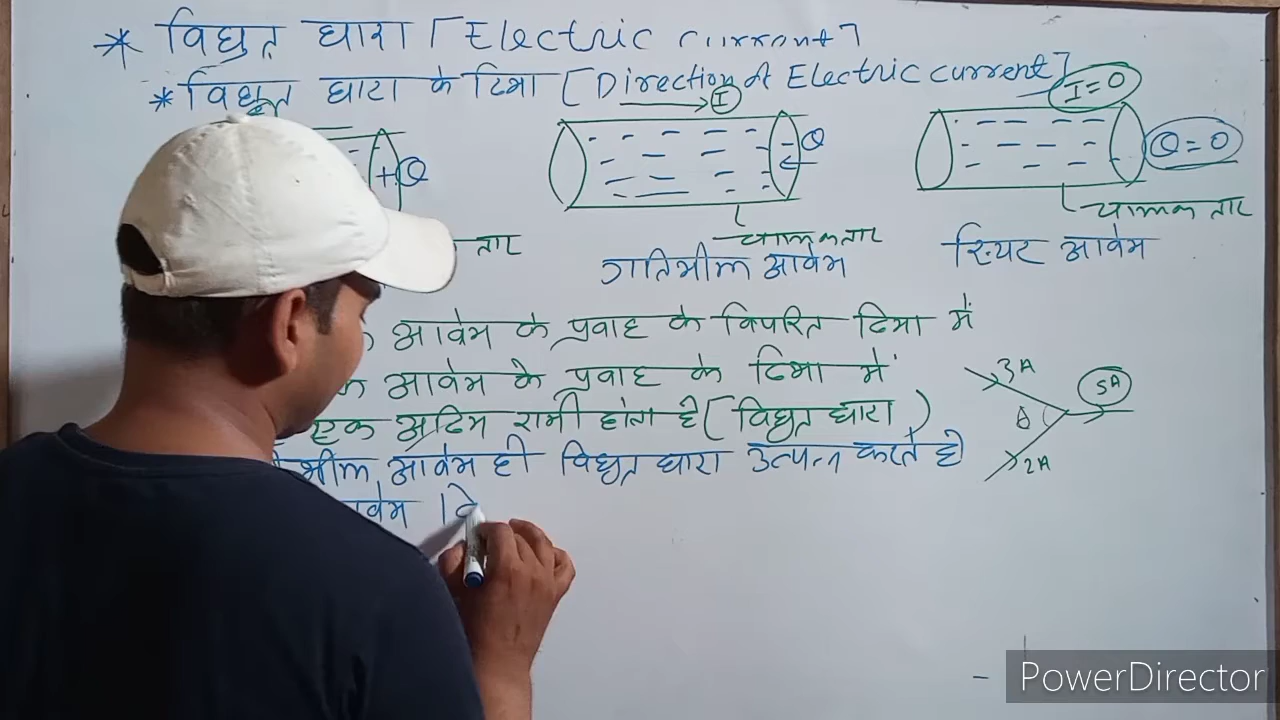 * विद्युत् धारा [Electric current]
* विद्युत धारा के दिशा [Direction of Electric current]
I
I=0
+Q
Q
Q=0
तार
चालक तार
चालक तार
गतिशील आवेश
स्थिर आवेश
आवेश के प्रवाह के विपरित दिशा में
आवेश के प्रवाह के दिशा में
3A
5A
θ
2A
एक अदिश राशी होता है (विद्युत धारा)
शील आवेश ही विद्युत धारा उत्पन्न करते है
आवेश
PowerDirector